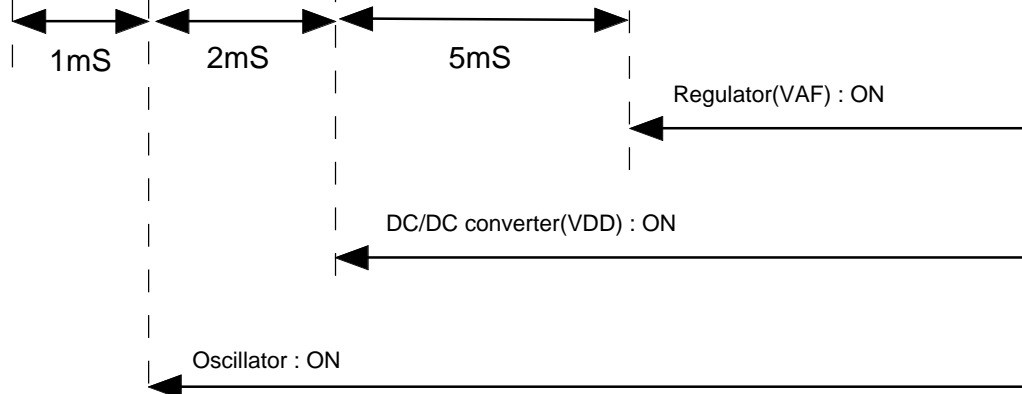 1mS 2mS 5mS
Regulator(VAF) : ON
DC/DC converter(VDD) : ON
Oscillator : ON